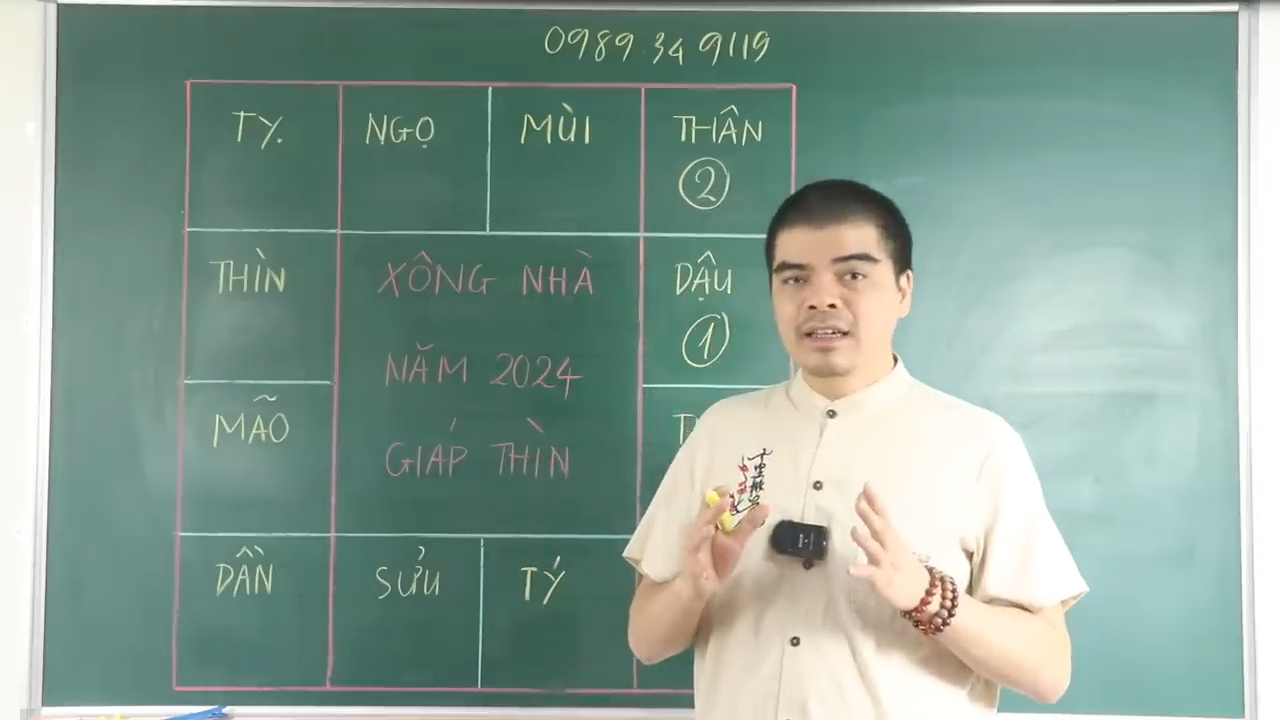 0989.34 9119
TỴ.
NGỌ
MÙI
THÂN
2
THÌN
XÔNG NHÀ
DẬU
1
NĂM 2024
MÃO
GIÁP THÌN
DẦN
SỬU
TÝ